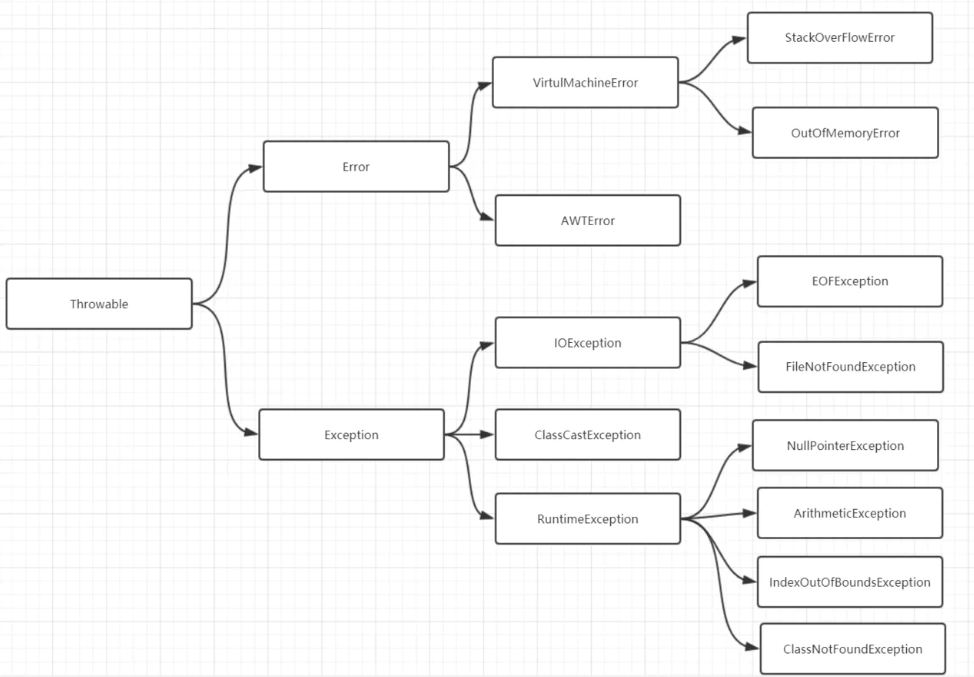 StackOverFlowError
VirtulMachineError
OutOfMemoryError
Error
AWTError
EOFException
Throwable
IOException
FileNotFoundException
Exception
ClassCastException
NullPointerException
RuntimeException
ArithmeticException
IndexOutOfBoundsException
ClassNotFoundException